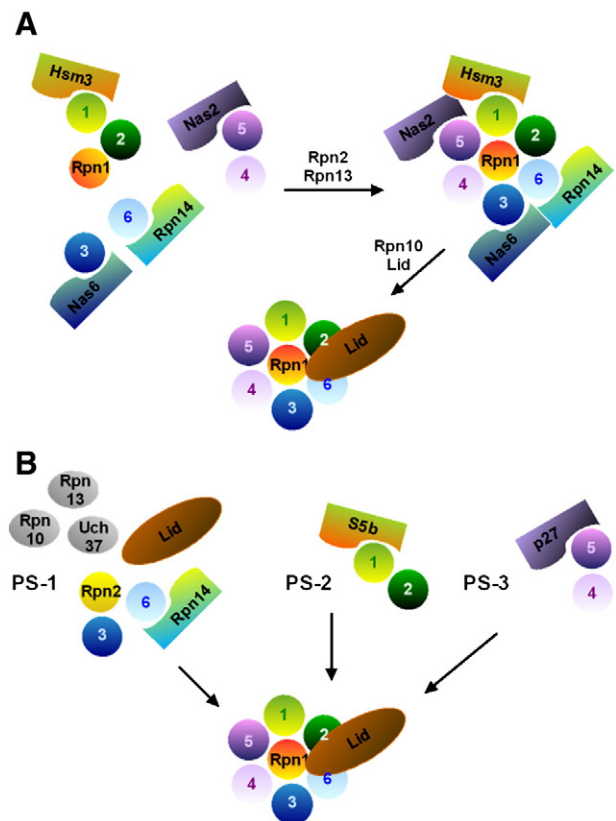 A
Hsm3
1
2
Rpn1
Nas2
5
4
6
3
Rpn14
Nas6
Rpn2
Rpn13
Hsm3
Nas2
1
5
2
Rpn1
4
6
3
Rpn14
Nas6
Rpn10
Lid
1
2
5
Lid
Rpn1
4
6
3
B
Rpn
13
Rpn
10
Uch
37
Lid
PS-1
Rpn2
6
3
Rpn14
S5b
1
PS-2
2
p27
5
PS-3
4
1
2
5
Lid
Rpn1
4
6
3